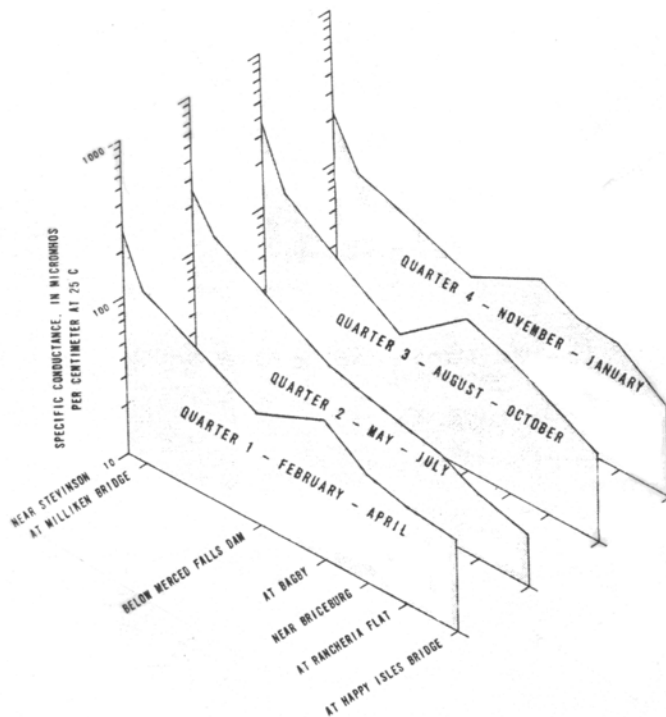 1000
100
10
SPECIFIC CONDUCTANCE, IN MICROMHOS
PER CENTIMETER AT 25 C
QUARTER 4 - NOVEMBER - JANUARY
QUARTER 3 - AUGUST - OCTOBER
QUARTER 2 - MAY - JULY
QUARTER 1 - FEBRUARY - APRIL
NEAR STEVINSON
AT MILLIKEN BRIDGE
BELOW MERCED FALLS DAM
AT BAGBY
NEAR BRICEBURG
AT RANCHERIA FLAT
AT HAPPY ISLES BRIDGE